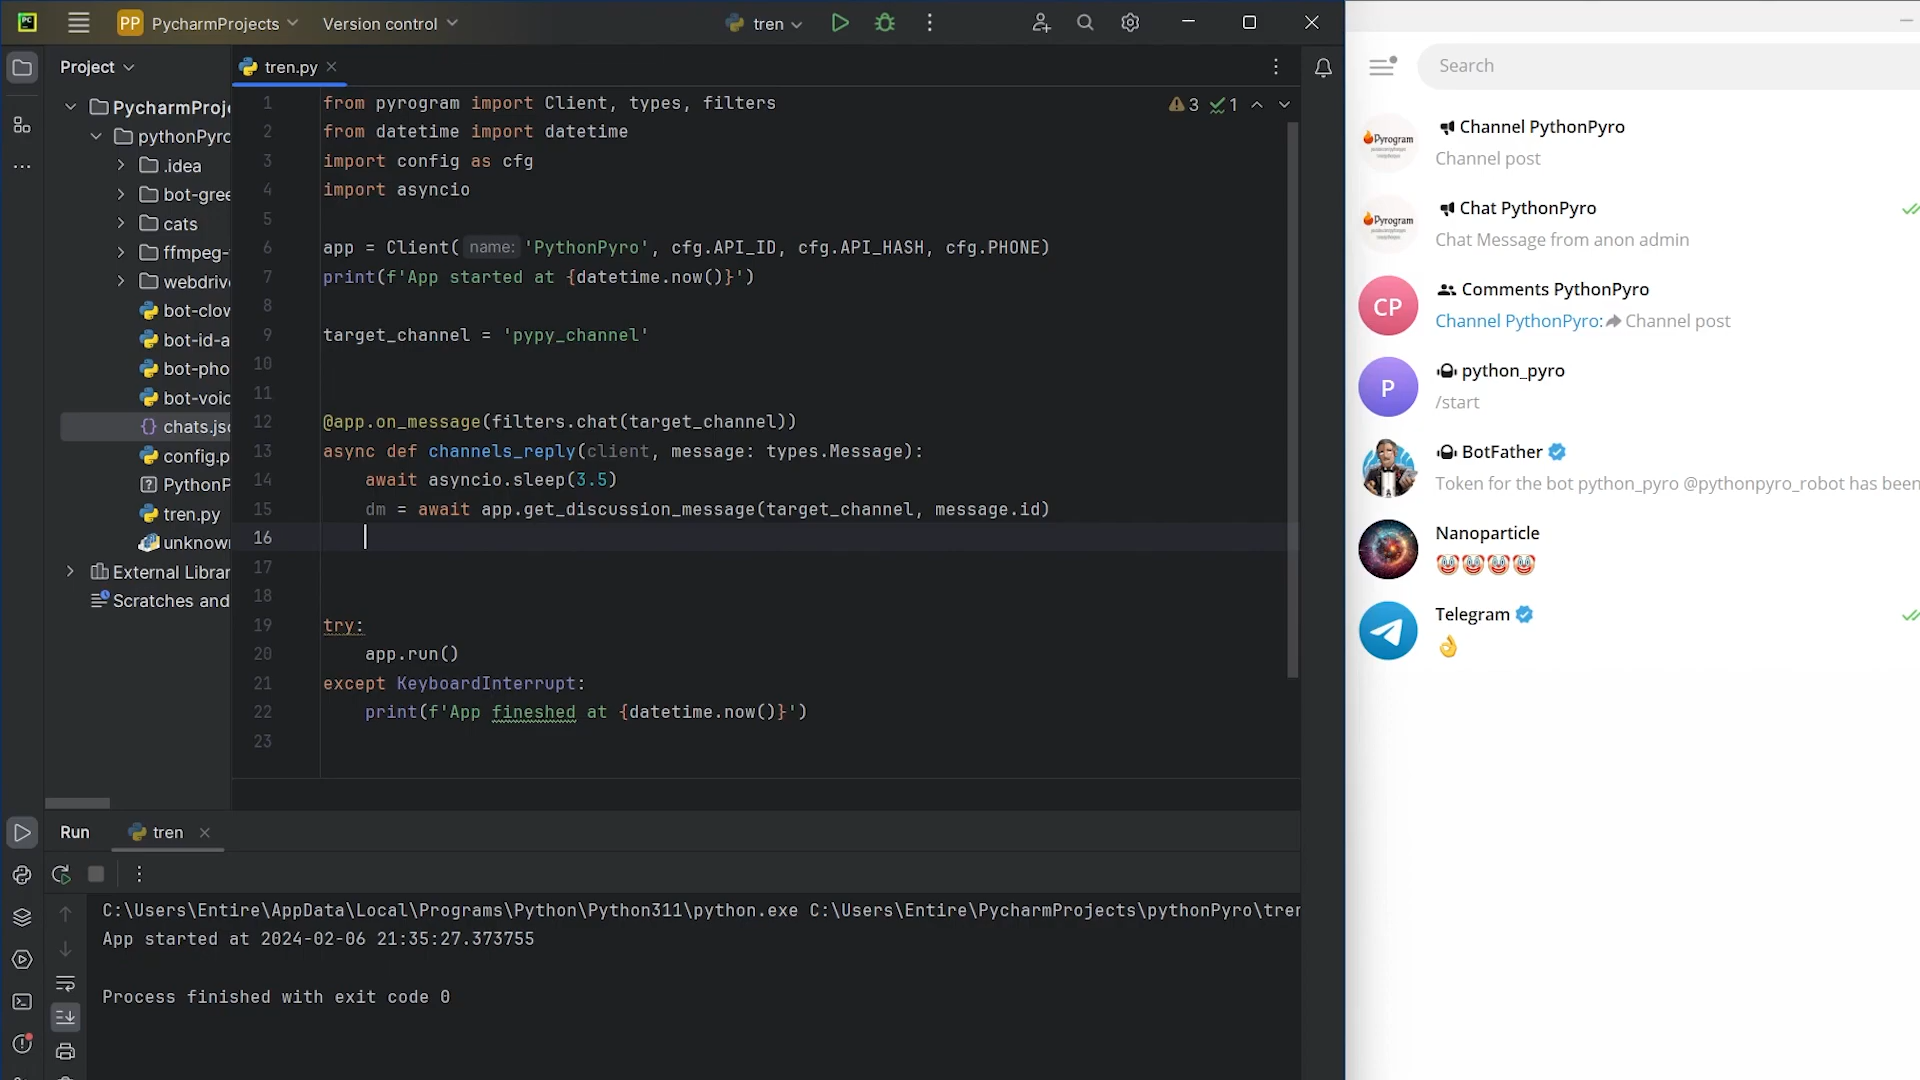 PP PycharmProjects Version control tren
Project
tren.py
PycharmProj
pythonPyro
.idea
bot-gree
cats
ffmpeg-
webdrive
bot-clow
bot-id-a
bot-pho
bot-voic
chats.jso
config.p
PythonP
tren.py
unknown
External Librar
Scratches and
3 1
1 from pyrogram import Client, types, filters
2 from datetime import datetime
3 import config as cfg
4 import asyncio
5
6 app = Client( name: 'PythonPyro', cfg.API_ID, cfg.API_HASH, cfg.PHONE)
7 print(f'App started at {datetime.now()}')
8
9 target_channel = 'pypy_channel'
10
11
12 @app.on_message(filters.chat(target_channel))
13 async def channels_reply(client, message: types.Message):
14 await asyncio.sleep(3.5)
15 dm = await app.get_discussion_message(target_channel, message.id)
16
17
18
19 try:
20 app.run()
21 except KeyboardInterrupt:
22 print(f'App fineshed at {datetime.now()}')
23
Run tren
C:\Users\Entire\AppData\Local\Programs\Python\Python311\python.exe C:\Users\Entire\PycharmProjects\pythonPyro\tren
App started at 2024-02-06 21:35:27.373755
Process finished with exit code 0
Search
Pyrogram
Channel PythonPyro
Channel post
Pyrogram
Chat PythonPyro
Chat Message from anon admin
CP
Comments PythonPyro
Channel PythonPyro: Channel post
P
python_pyro
/start
BotFather
Token for the bot python_pyro @pythonpyro_robot has been
Nanoparticle
🤡🤡🤡🤡
Telegram
👌